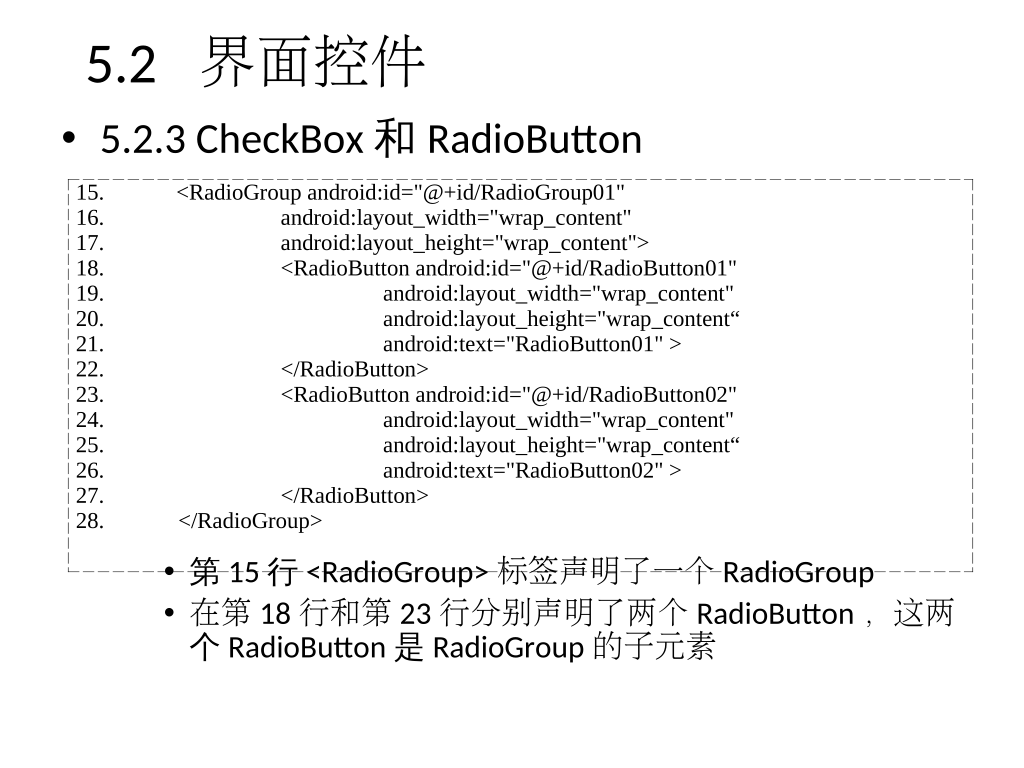 5.2 界面控件
• 5.2.3 CheckBox 和 RadioButton
15. <RadioGroup android:id="@+id/RadioGroup01"
16. android:layout_width="wrap_content"
17. android:layout_height="wrap_content">
18. <RadioButton android:id="@+id/RadioButton01"
19. android:layout_width="wrap_content"
20. android:layout_height="wrap_content“
21. android:text="RadioButton01" >
22. </RadioButton>
23. <RadioButton android:id="@+id/RadioButton02"
24. android:layout_width="wrap_content"
25. android:layout_height="wrap_content“
26. android:text="RadioButton02" >
27. </RadioButton>
28. </RadioGroup>
• 第 15 行 <RadioGroup> 标签声明了一个 RadioGroup
• 在第 18 行和第 23 行分别声明了两个 RadioButton ，这两
个 RadioButton 是 RadioGroup 的子元素